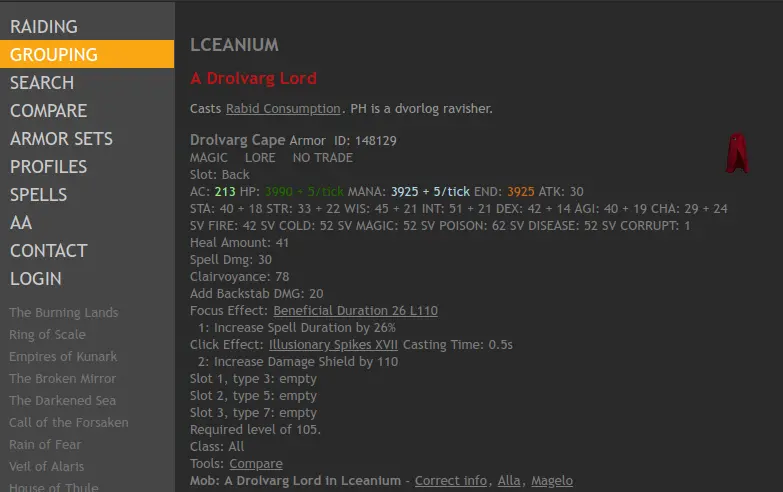 RAIDING
GROUPING
SEARCH
COMPARE
ARMOR SETS
PROFILES
SPELLS
AA
CONTACT
LOGIN
The Burning Lands
Ring of Scale
Empires of Kunark
The Broken Mirror
The Darkened Sea
Call of the Forsaken
Rain of Fear
Veil of Alaris
House of Thule
LCEANIUM
A Drolvarg Lord
Casts Rabid Consumption. PH is a dvorlog ravisher.
Drolvarg Cape Armor ID: 148129
MAGIC LORE NO TRADE
Slot: Back
AC: 213 HP: 3990 + 5/tick MANA: 3925 + 5/tick END: 3925 ATK: 30
STA: 40 + 18 STR: 33 + 22 WIS: 45 + 21 INT: 51 + 21 DEX: 42 + 14 AGI: 40 + 19 CHA: 29 + 24
SV FIRE: 42 SV COLD: 52 SV MAGIC: 52 SV POISON: 62 SV DISEASE: 52 SV CORRUPT: 1
Heal Amount: 41
Spell Dmg: 30
Clairvoyance: 78
Add Backstab DMG: 20
Focus Effect: Beneficial Duration 26 L110
1: Increase Spell Duration by 26%
Click Effect: Illusionary Spikes XVII Casting Time: 0.5s
2: Increase Damage Shield by 110
Slot 1, type 3: empty
Slot 2, type 5: empty
Slot 3, type 7: empty
Required level of 105.
Class: All
Tools: Compare
Mob: A Drolvarg Lord in Lceanium - Correct info, Alla, Magelo